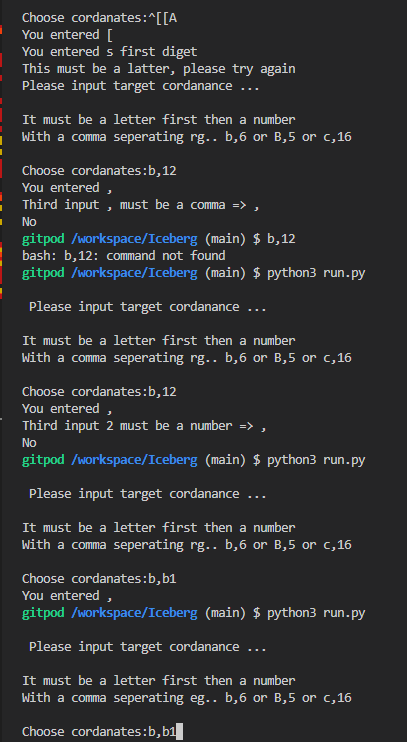 Choose cordanates:^[[A
You entered [
You entered s first diget
This must be a latter, please try again
Please input target cordanance ...
It must be a letter first then a number
With a comma seperating rg.. b,6 or B,5 or c,16
Choose cordanates:b,12
You entered ,
Third input , must be a comma => ,
No
gitpod /workspace/Iceberg (main) $ b,12
bash: b,12: command not found
gitpod /workspace/Iceberg (main) $ python3 run.py
Please input target cordanance ...
It must be a letter first then a number
With a comma seperating rg.. b,6 or B,5 or c,16
Choose cordanates:b,12
You entered ,
Third input 2 must be a number => ,
No
gitpod /workspace/Iceberg (main) $ python3 run.py
Please input target cordanance ...
It must be a letter first then a number
With a comma seperating rg.. b,6 or B,5 or c,16
Choose cordanates:b,b1
You entered ,
gitpod /workspace/Iceberg (main) $ python3 run.py
Please input target cordanance ...
It must be a letter first then a number
With a comma seperating eg.. b,6 or B,5 or c,16
Choose cordanates:b,b1